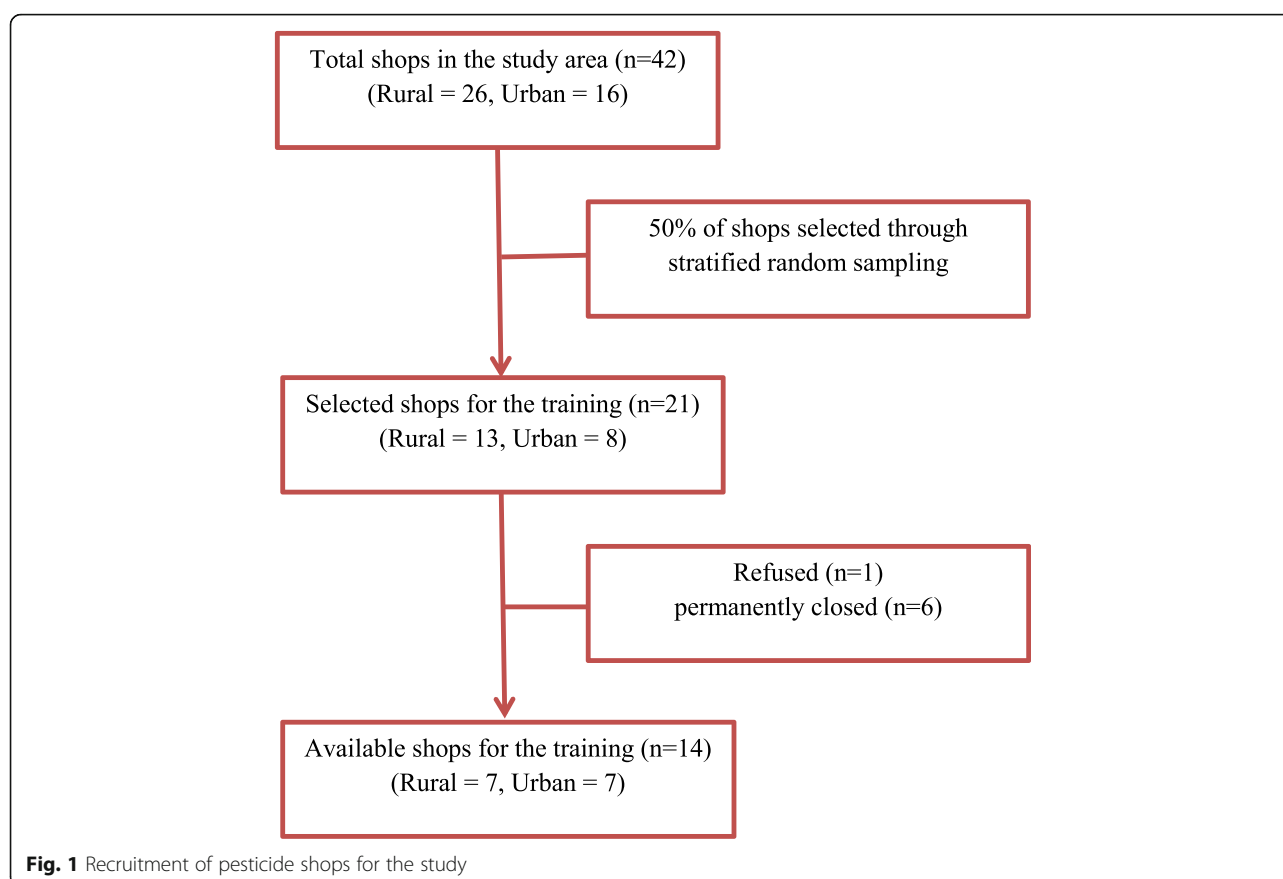 Total shops in the study area (n=42)
(Rural = 26, Urban = 16)
50% of shops selected through
stratified random sampling
Selected shops for the training (n=21)
(Rural = 13, Urban = 8)
Refused (n=1)
permanently closed (n=6)
Available shops for the training (n=14)
(Rural = 7, Urban = 7)
Fig. 1 Recruitment of pesticide shops for the study